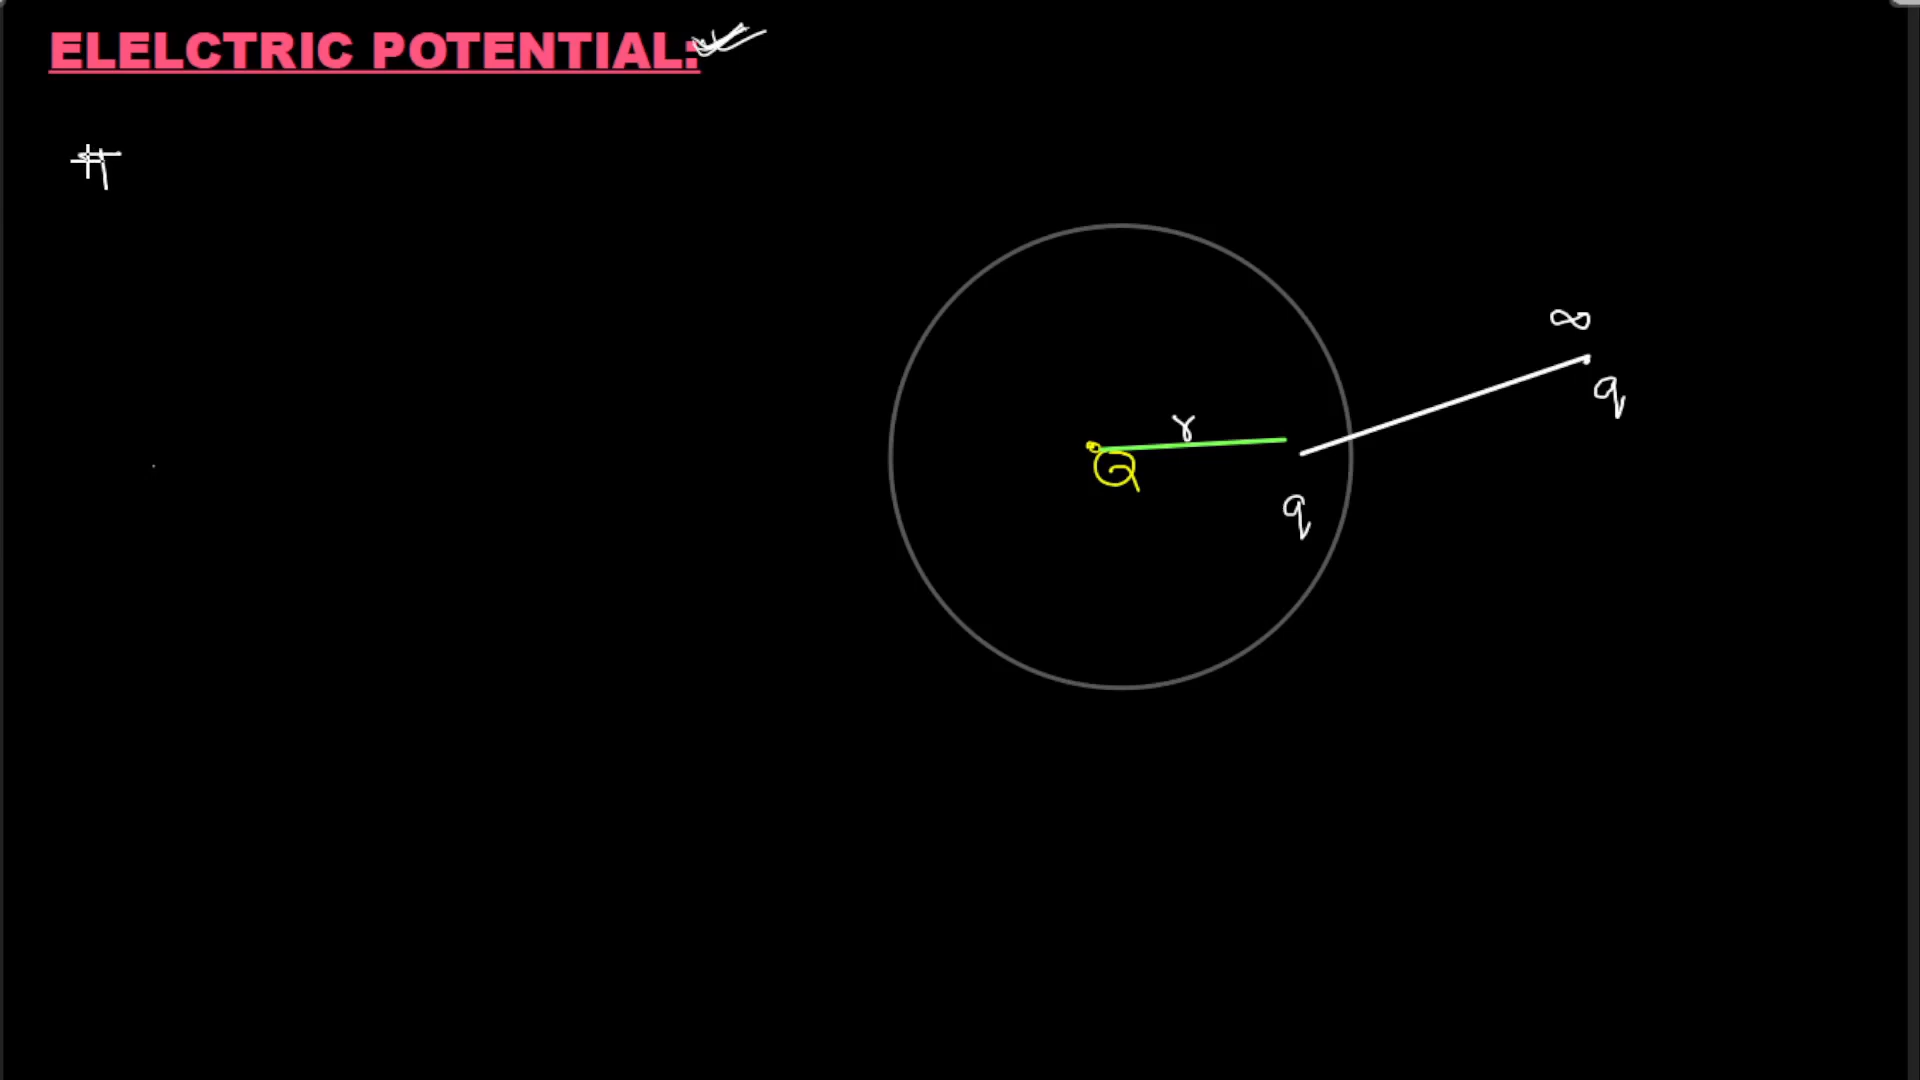 ELELCTRIC POTENTIAL:
∞
q
r
Q
q